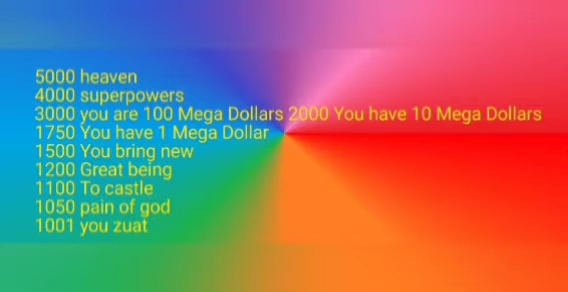 5000 heaven
4000 superpowers
3000 you are 100 Mega Dollars 2000 You have 10 Mega Dollars
1750 You have 1 Mega Dollar
1500 You bring new
1200 Great being
1100 To castle
1050 pain of god
1001 you zuat